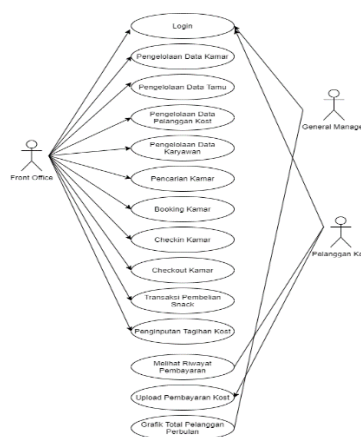 Login
Pengelolaan Data Kamar
Pengelolaan Data Tamu
Pengelolaan Data
Pelanggan Kost
Pengelolaan Data
Karyawan
Pencarian Kamar
Booking Kamar
Checkin Kamar
Checkout Kamar
Transaksi Pembelian
Snack
Penginputan Tagihan Kost
Melihat Riwayat
Pembayaran
Upload Pembayaran Kost
Grafik Total Pelanggan
Perbulan
Front Office
General Manage
Pelanggan Ko